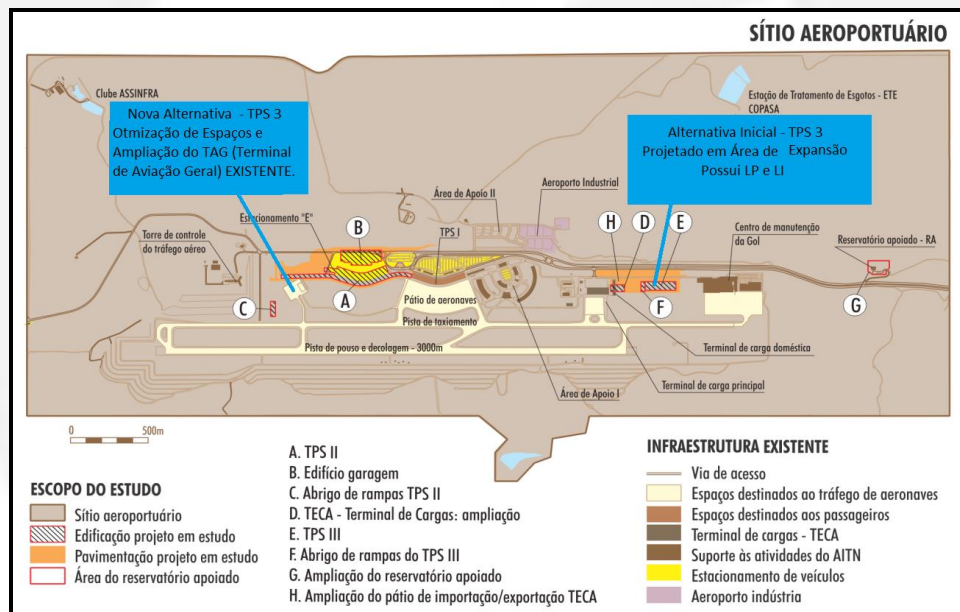 SÍTIO AEROPORTUÁRIO
Clube ASSINFRA
Nova Alternativa - TPS 3
Otmização de Espaços e
Ampliação do TAG (Terminal
de Aviação Geral) EXISTENTE.
Estação de Tratamento de Esgotos - ETE
COPASA
Alternativa Inicial - TPS 3
Projetado em Área de Expansão
Possui LP e LI
Área de Apoio II
Aeroporto Industrial
Estacionamento "E"
B
TPS I
H
D
E
Centro de manutenção
da Gol
Reservatório apoiado - RA
Torre de controle
do tráfego aéreo
C
A
Pátio de aeronaves
F
G
Pista de taxiamento
Pista de pouso e decolagem - 3000m
Terminal de carga doméstica
Terminal de carga principal
Área de Apoio I
0 500m
ESCOPO DO ESTUDO
Sítio aeroportuário
Edificação projeto em estudo
Pavimentação projeto em estudo
Área do reservatório apoiado
A. TPS II
B. Edifício garagem
C. Abrigo de rampas TPS II
D. TECA - Terminal de Cargas: ampliação
E. TPS III
F. Abrigo de rampas do TPS III
G. Ampliação do reservatório apoiado
H. Ampliação do pátio de importação/exportação TECA
INFRAESTRUTURA EXISTENTE
Via de acesso
Espaços destinados ao tráfego de aeronaves
Espaços destinados aos passageiros
Terminal de cargas - TECA
Suporte às atividades do AITN
Estacionamento de veículos
Aeroporto indústria